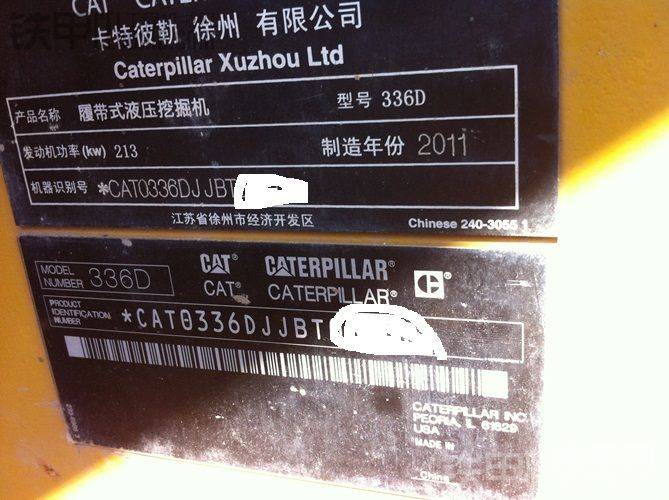 CAT CATER
卡特彼勒 徐州 有限公司
Caterpillar Xuzhou Ltd
产品名称 履带式液压挖掘机 型号 336D
发动机功率(kw) 213 制造年份 2011
机器识别号 *CAT0336DJJBT
江苏省徐州市经济开发区 Chinese 240-3055 1
MODEL NUMBER 336D
CAT® CATERPILLAR®
CAT® CATERPILLAR®
PRODUCT IDENTIFICATION NUMBER *CAT0336DJJBT
CATERPILLAR INC.
PEORIA, IL 61629
USA
MADE IN
China
铁甲